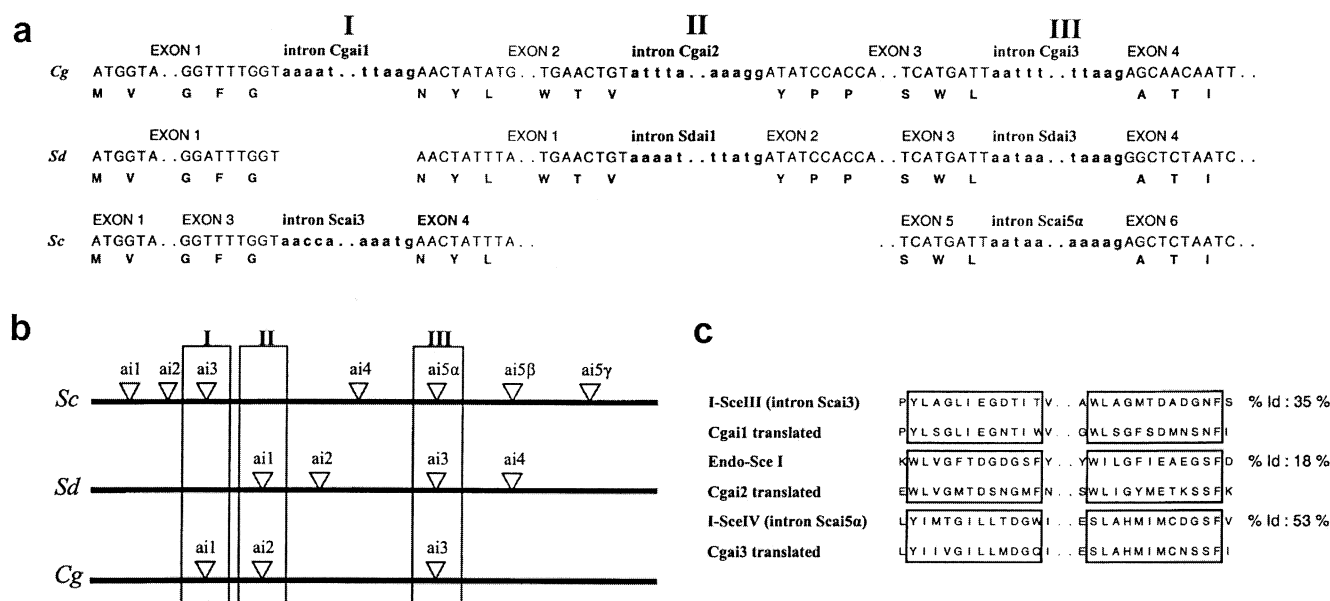 a
I II III
EXON 1 intron Cgai1 EXON 2 intron Cgai2 EXON 3 intron Cgai3 EXON 4
Cg ATGGTA..GGTTTTGGTaaaat..ttaagAACTATATG..TGAACTGTattta..aaaggATATCCACCA..TCATGATTaattt..ttaagAGCAACAATT..
M V G F G N Y L W T V Y P P S W L A T I
EXON 1 EXON 1 intron Sdai1 EXON 2 EXON 3 intron Sdai3 EXON 4
Sd ATGGTA..GGATTTGGT AACTATTTA..TGAACTGTaaaat..ttatgATATCCACCA..TCATGATTaataa..taaagGGCTCTAATC..
M V G F G N Y L W T V Y P P S W L A T I
EXON 1 EXON 3 intron Scai3 EXON 4 EXON 5 intron Scai5α EXON 6
Sc ATGGTA..GGTTTTGGTaacca..aaatgAACTATTTA.. ..TCATGATTaataa..aaaagAGCTCTAATC..
M V G F G N Y L S W L A T I
b
I II III
ai1 ai2 ai3 ai4 ai5α ai5β ai5γ
Sc
ai1 ai2 ai3 ai4
Sd
ai1 ai2 ai3
Cg
c
I-SceIII (intron Scai3) PYLAGLIEGDTITV..AWLAGMTDADGNFS % Id : 35 %
Cgai1 translated PYLSGLIEGNTIWV..GWLSGFSDMNSNFI
Endo-Sce I KWLVGFTDGDGSFY..YWILGFIEAEGSFD % Id : 18 %
Cgai2 translated EWLVGMTDSNGMFN..SWLIGYMETKSSFK
I-SceIV (intron Scai5α) LYIMTGILLTDGWI..ESLAHMIMCDGSFV % Id : 53 %
Cgai3 translated LYIIVGILLMDGQI..ESLAHMIMCNSSFI